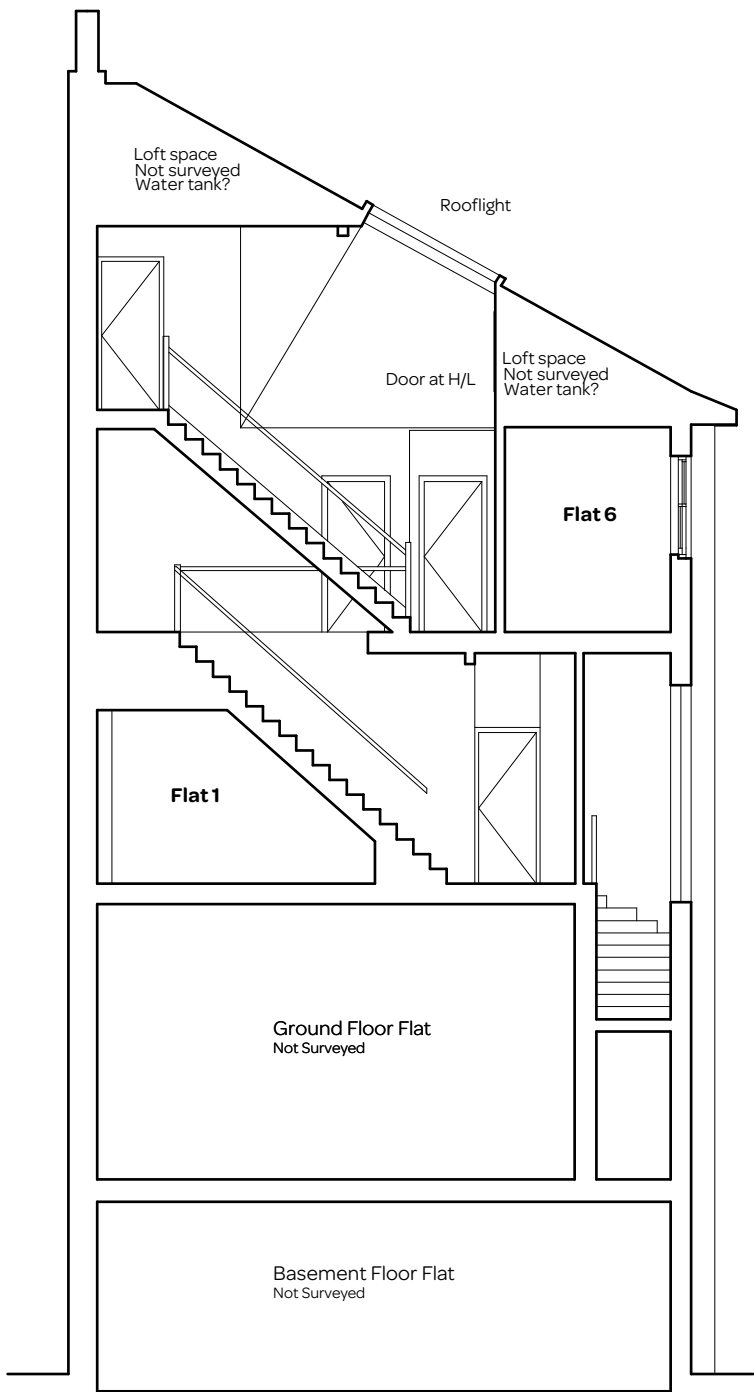 Loft space
Not surveyed
Water tank?
Rooflight
Door at H/L
Loft space
Not surveyed
Water tank?
Flat 6
Flat 1
Ground Floor Flat
Not Surveyed
Basement Floor Flat
Not Surveyed